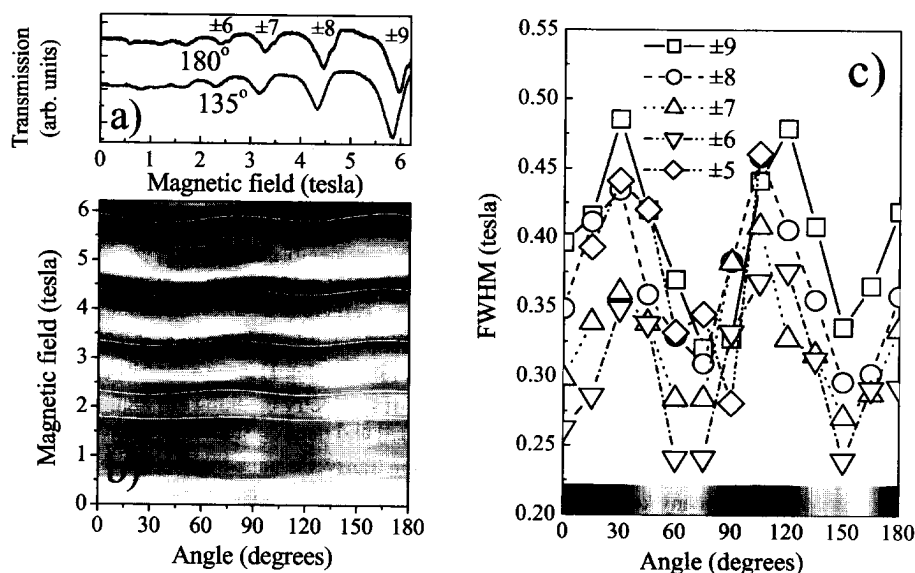 Transmission
(arb. units)
±6 ±7 ±8 ±9
180°
135°
a)
0 1 2 3 4 5 6
Magnetic field (tesla)
6
5
4
3
2
1
0
Magnetic field (tesla)
b)
0 30 60 90 120 150 180
Angle (degrees)
0.55
0.50
0.45
0.40
0.35
0.30
0.25
0.20
FWHM (tesla)
±9
±8
±7
±6
±5
c)
0 30 60 90 120 150 180
Angle (degrees)